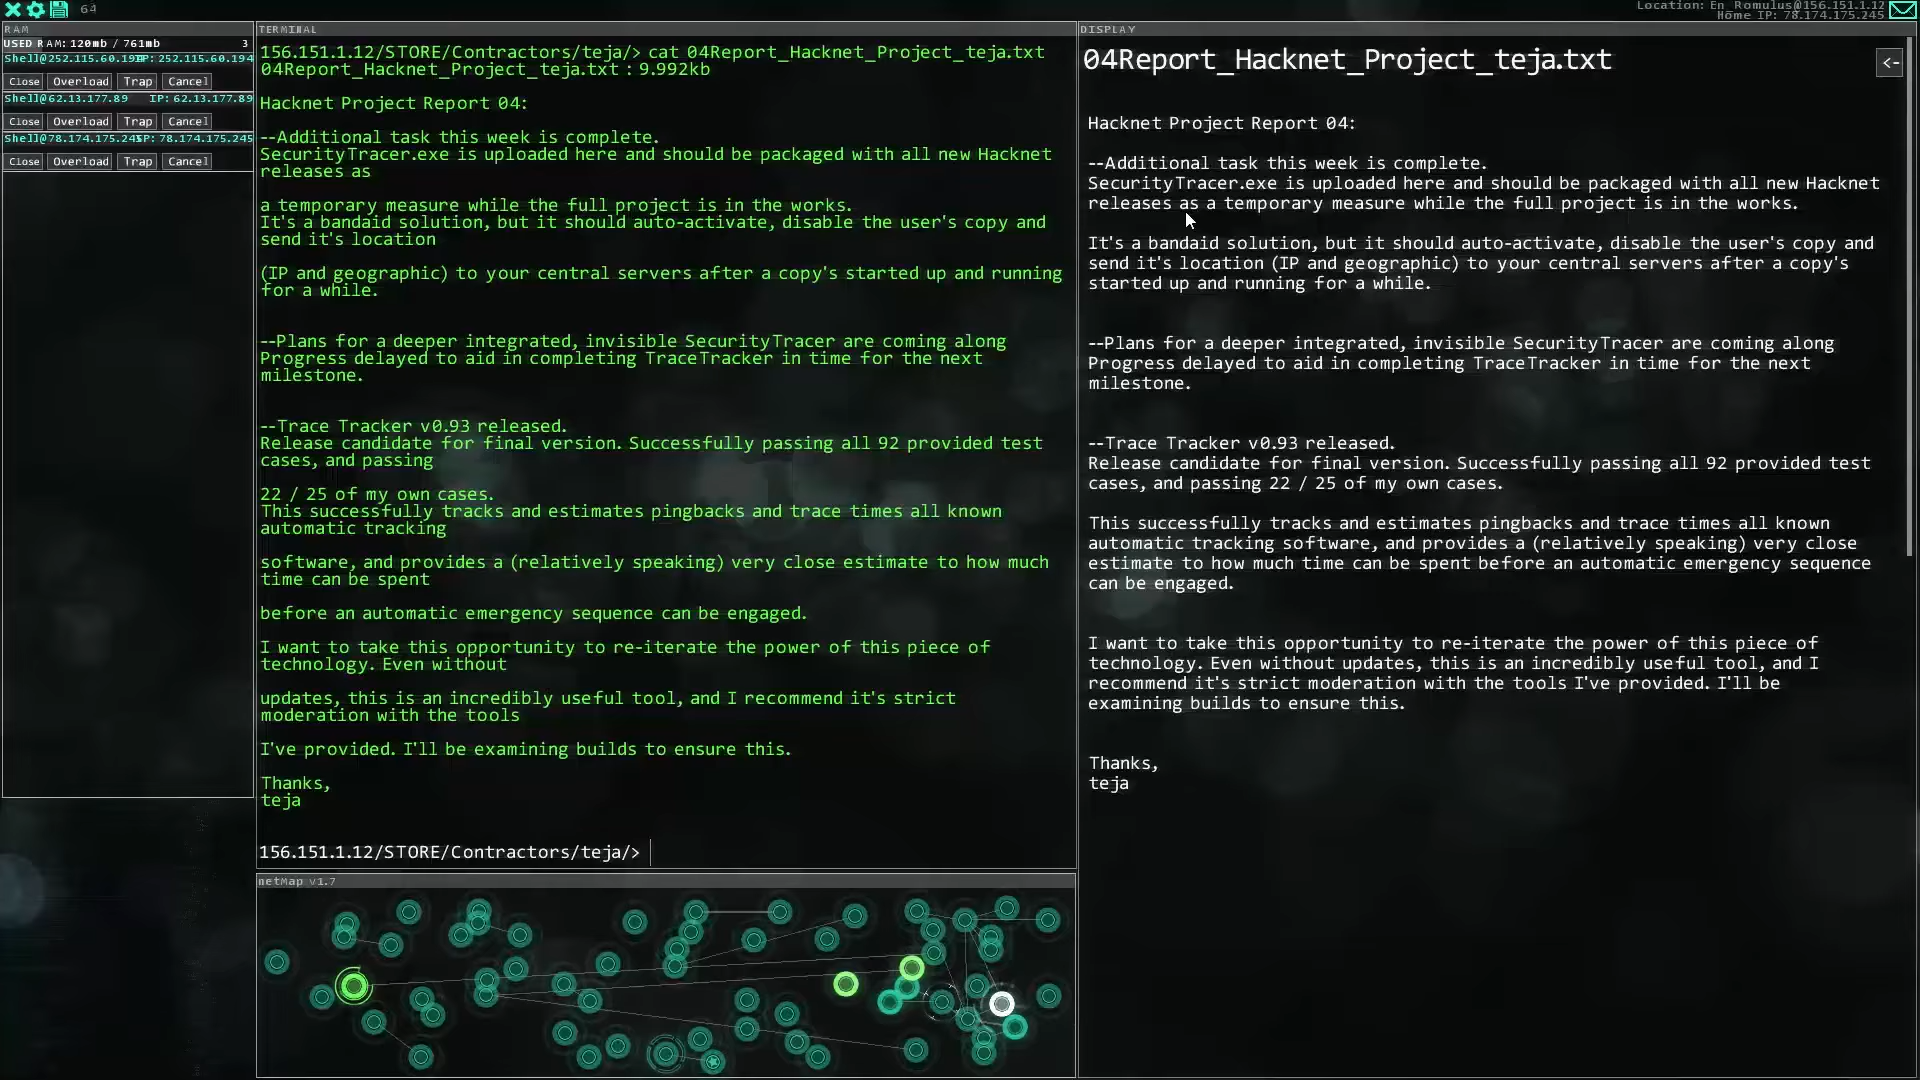 64
Location: En_Romulus@156.151.1.12
Home IP: 78.174.175.245
RAM
USED RAM: 120mb / 761mb 3
Shell@252.115.60.194 IP: 252.115.60.194
Close Overload Trap Cancel
Shell@62.13.177.89 IP: 62.13.177.89
Close Overload Trap Cancel
Shell@78.174.175.245 IP: 78.174.175.245
Close Overload Trap Cancel
TERMINAL
156.151.1.12/STORE/Contractors/teja/> cat 04Report_Hacknet_Project_teja.txt
04Report_Hacknet_Project_teja.txt : 9.992kb
Hacknet Project Report 04:
--Additional task this week is complete.
SecurityTracer.exe is uploaded here and should be packaged with all new Hacknet
releases as
a temporary measure while the full project is in the works.
It's a bandaid solution, but it should auto-activate, disable the user's copy and
send it's location
(IP and geographic) to your central servers after a copy's started up and running
for a while.
--Plans for a deeper integrated, invisible SecurityTracer are coming along
Progress delayed to aid in completing TraceTracker in time for the next
milestone.
--Trace Tracker v0.93 released.
Release candidate for final version. Successfully passing all 92 provided test
cases, and passing
22 / 25 of my own cases.
This successfully tracks and estimates pingbacks and trace times all known
automatic tracking
software, and provides a (relatively speaking) very close estimate to how much
time can be spent
before an automatic emergency sequence can be engaged.
I want to take this opportunity to re-iterate the power of this piece of
technology. Even without
updates, this is an incredibly useful tool, and I recommend it's strict
moderation with the tools
I've provided. I'll be examining builds to ensure this.
Thanks,
teja
156.151.1.12/STORE/Contractors/teja/>
netMap v1.7
DISPLAY
04Report_Hacknet_Project_teja.txt
<-
Hacknet Project Report 04:
--Additional task this week is complete.
SecurityTracer.exe is uploaded here and should be packaged with all new Hacknet
releases as a temporary measure while the full project is in the works.
It's a bandaid solution, but it should auto-activate, disable the user's copy and
send it's location (IP and geographic) to your central servers after a copy's
started up and running for a while.
--Plans for a deeper integrated, invisible SecurityTracer are coming along
Progress delayed to aid in completing TraceTracker in time for the next
milestone.
--Trace Tracker v0.93 released.
Release candidate for final version. Successfully passing all 92 provided test
cases, and passing 22 / 25 of my own cases.
This successfully tracks and estimates pingbacks and trace times all known
automatic tracking software, and provides a (relatively speaking) very close
estimate to how much time can be spent before an automatic emergency sequence
can be engaged.
I want to take this opportunity to re-iterate the power of this piece of
technology. Even without updates, this is an incredibly useful tool, and I
recommend it's strict moderation with the tools I've provided. I'll be
examining builds to ensure this.
Thanks,
teja